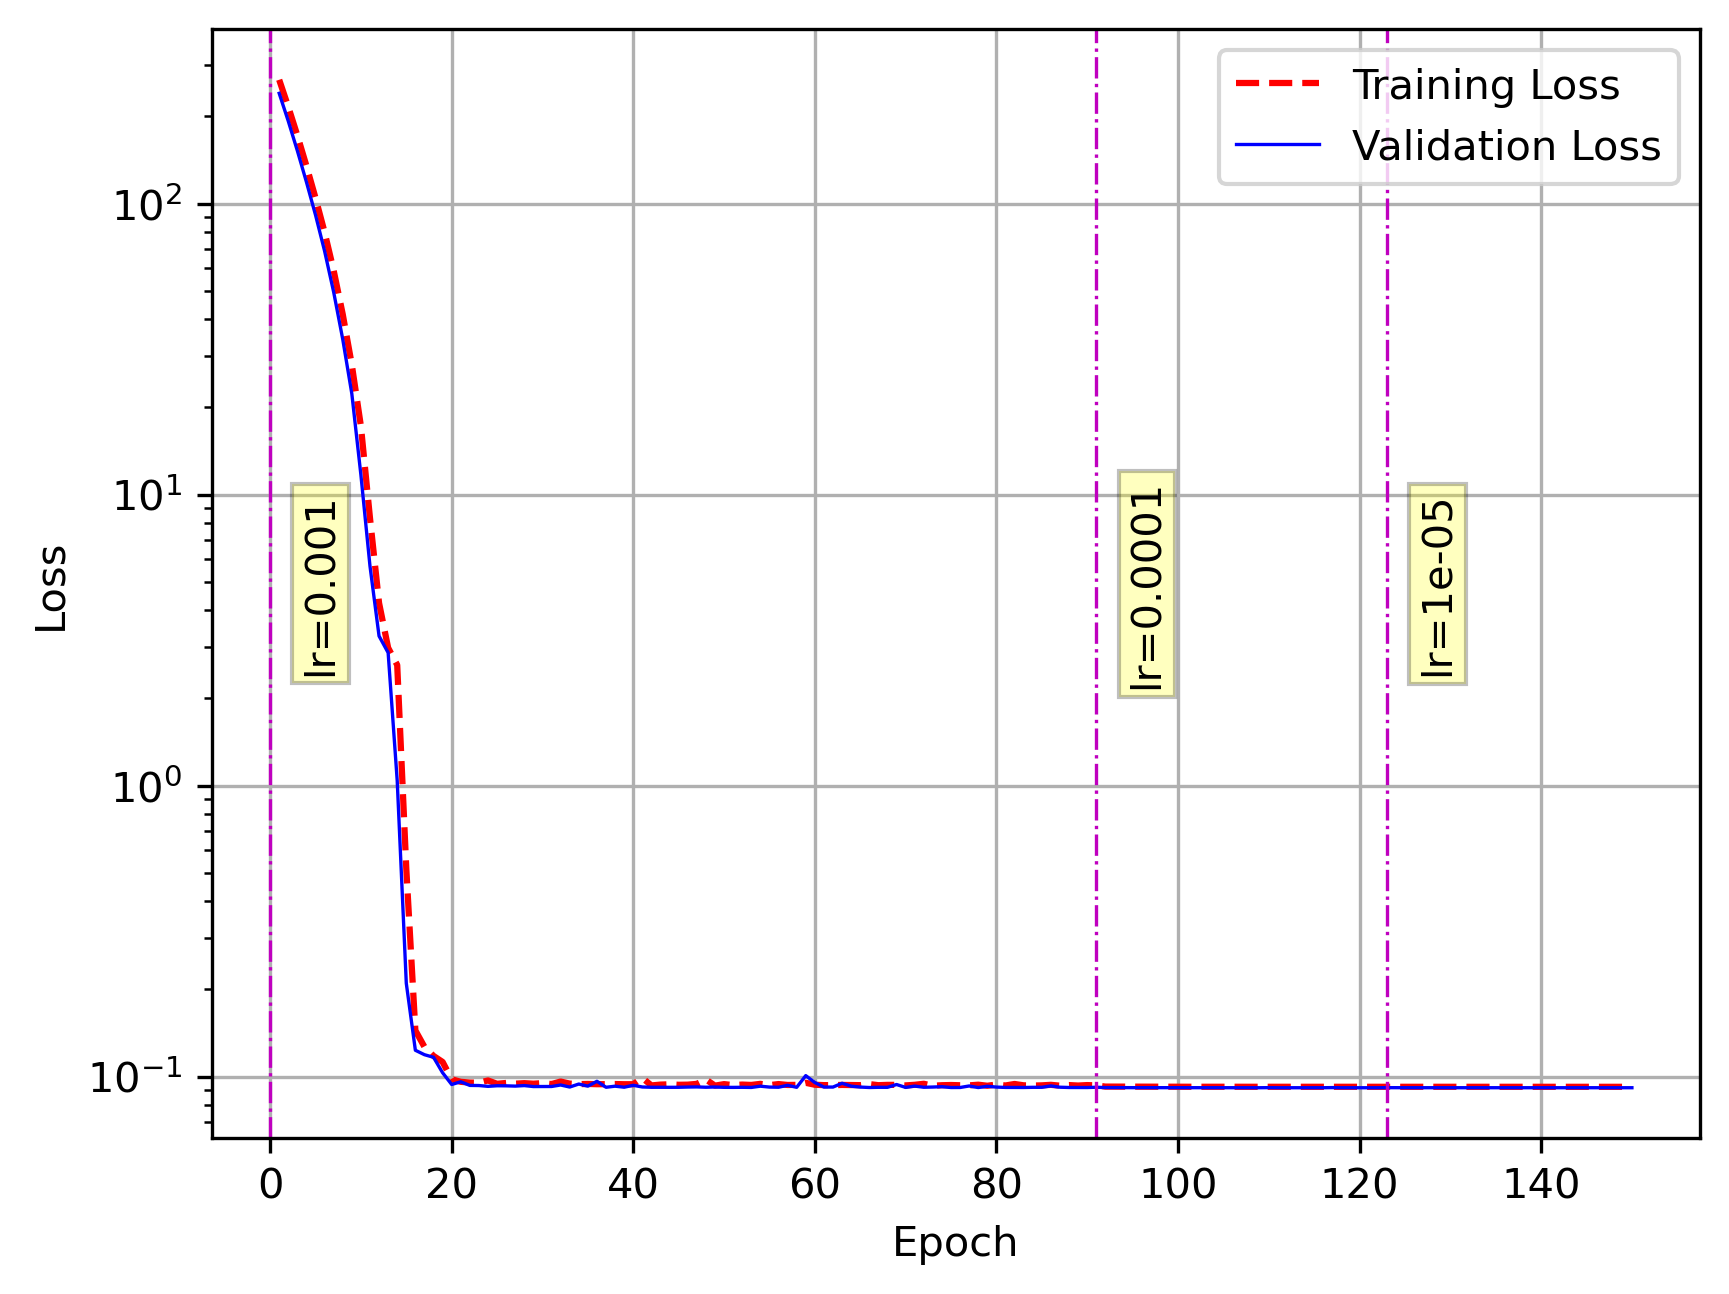 Training Loss
Validation Loss
10²
10¹
10⁰
10⁻¹
Loss
lr=0.001
lr=0.0001
lr=1e-05
0 20 40 60 80 100 120 140
Epoch